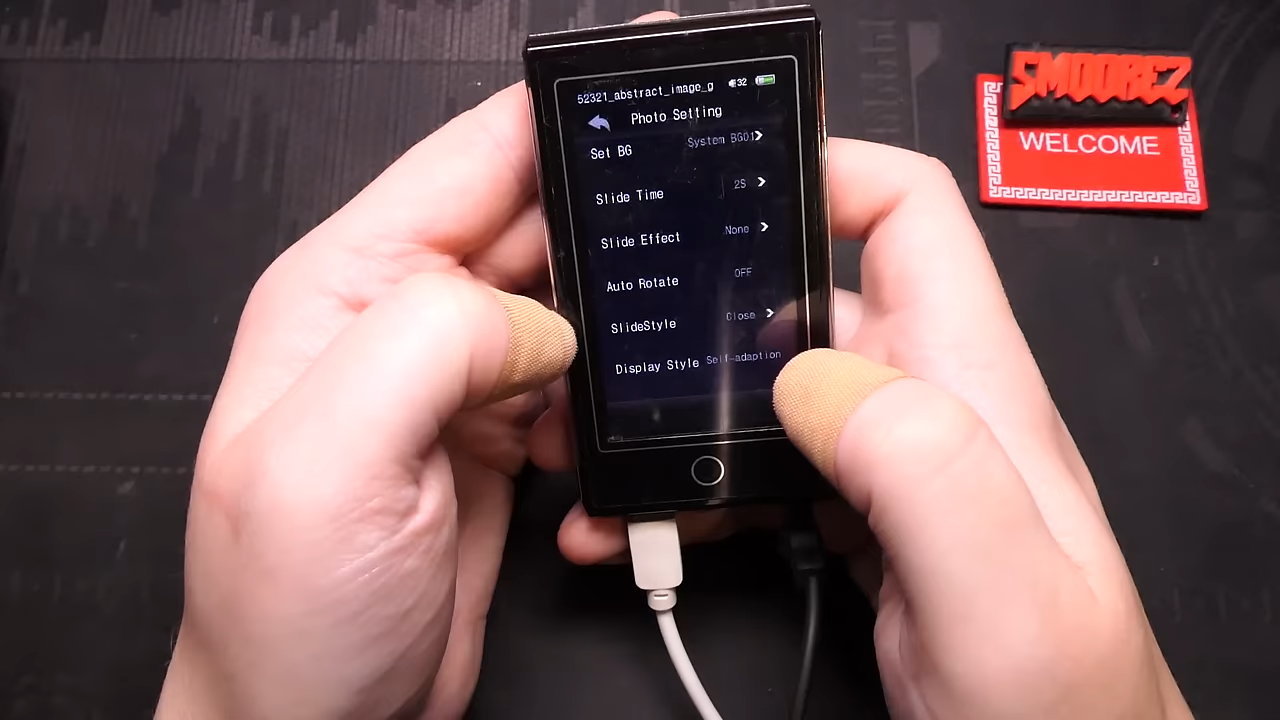 52321_abstract_image_g 32
Photo Setting
Set BG System BG01
Slide Time 2S
Slide Effect None
Auto Rotate OFF
SlideStyle Close
Display Style Self-adaption
SMOOREZ
WELCOME